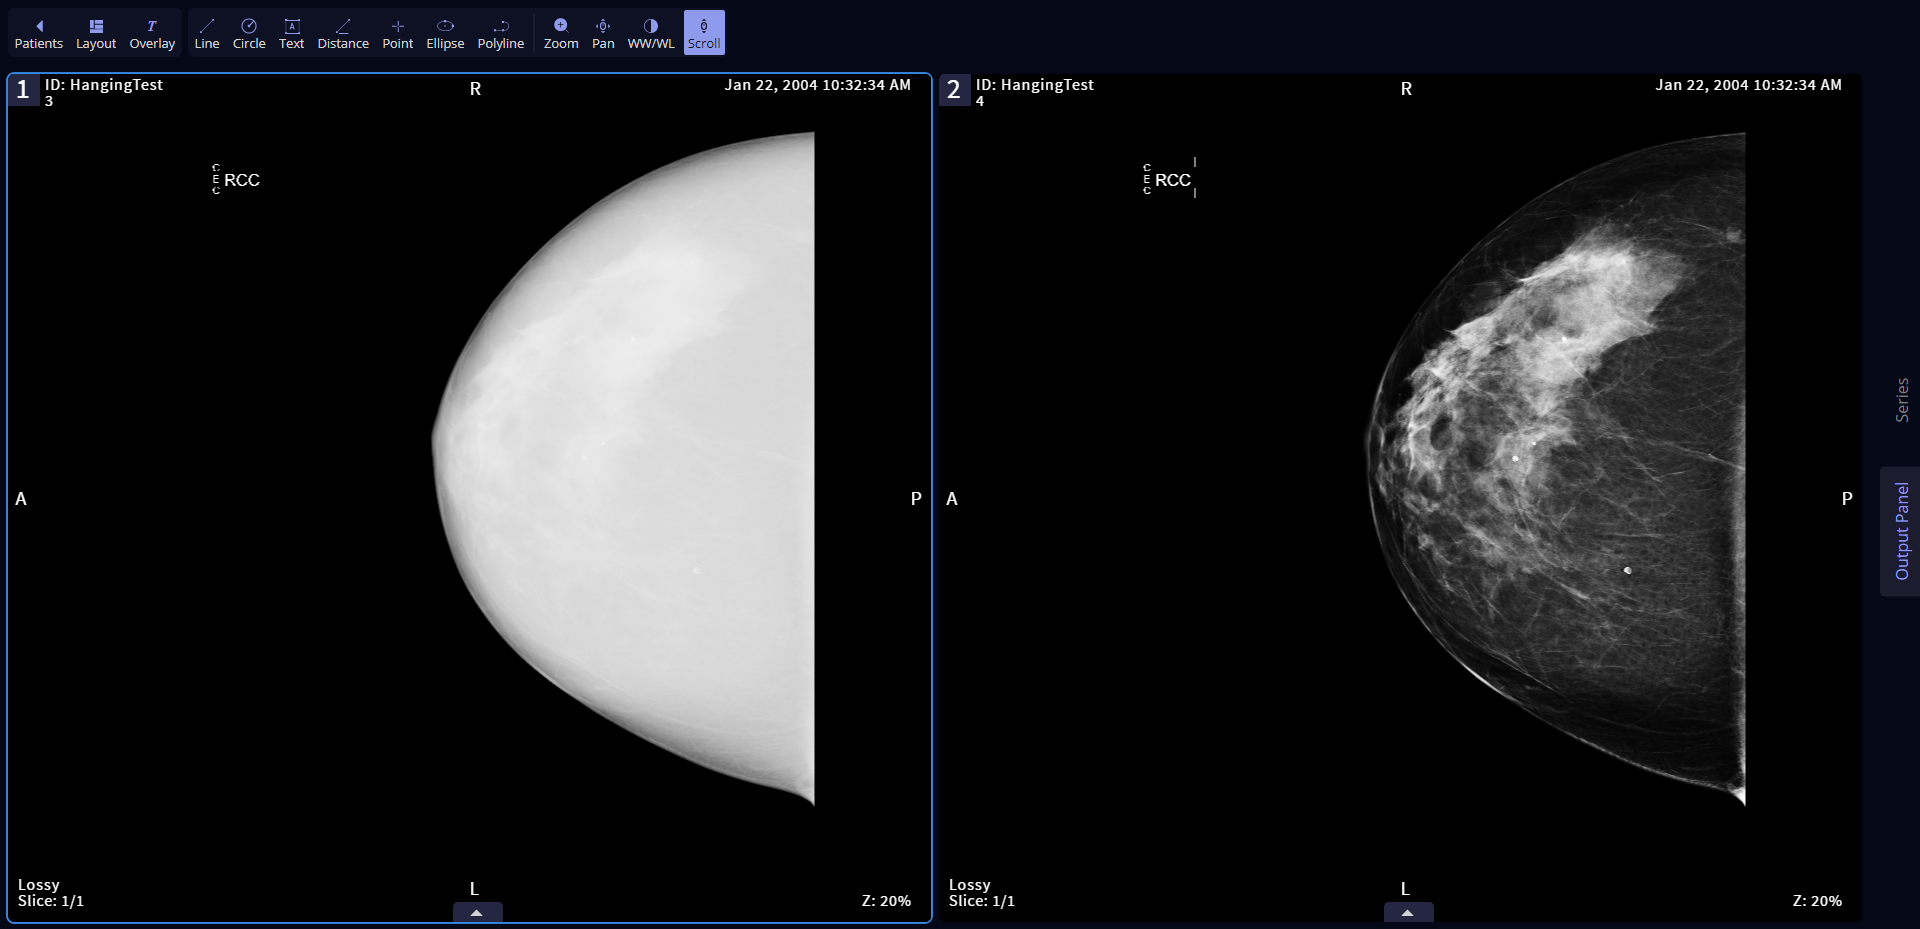 Patients Layout Overlay Line Circle Text Distance Point Ellipse Polyline Zoom Pan WW/WL Scroll
1 ID: HangingTest R Jan 22, 2004 10:32:34 AM
3
C
E RCC
C
A P
Lossy
Slice: 1/1 L Z: 20%
2 ID: HangingTest R Jan 22, 2004 10:32:34 AM
4
C
E RCC
C
A P
Lossy
Slice: 1/1 L Z: 20%
Series
Output Panel